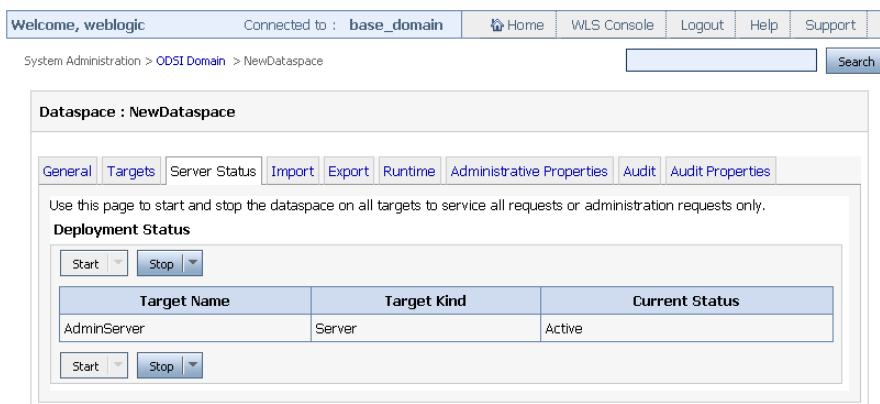 Welcome, weblogic Connected to : base_domain Home WLS Console Logout Help Support
System Administration > ODSI Domain > NewDataspace Search
Dataspace : NewDataspace
General Targets Server Status Import Export Runtime Administrative Properties Audit Audit Properties
Use this page to start and stop the dataspace on all targets to service all requests or administration requests only.
Deployment Status
Start Stop
Target Name Target Kind Current Status
AdminServer Server Active
Start Stop